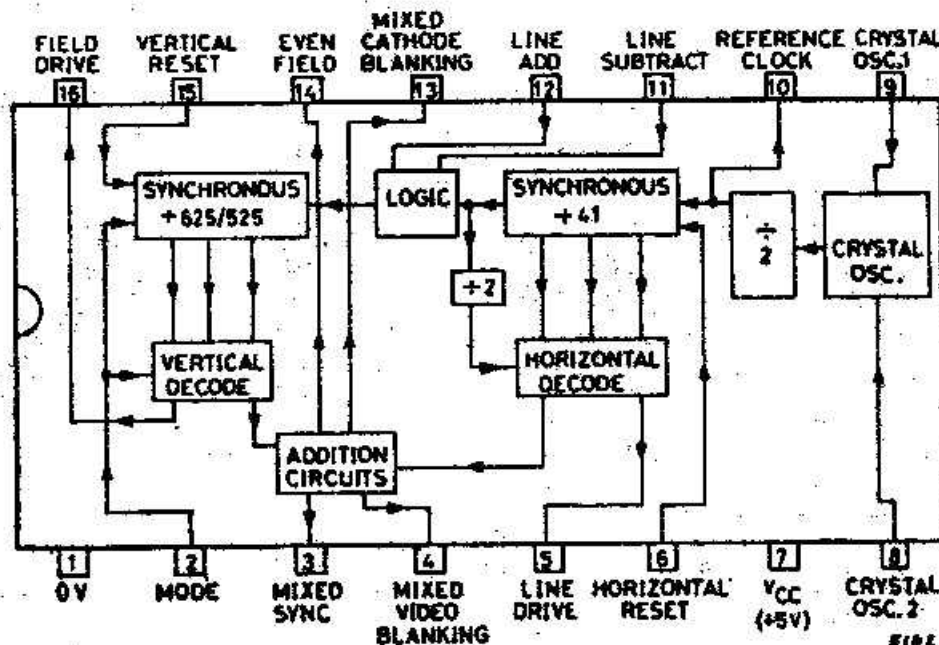 FIELD
DRIVE
VERTICAL
RESET
EVEN
FIELD
MIXED
CATHODE
BLANKING
LINE
ADD
LINE
SUBTRACT
REFERENCE
CLOCK
CRYSTAL
OSC.1
16
15
14
13
12
11
10
9
SYNCHRONOUS
+ 625/525
LOGIC
SYNCHRONOUS
+ 41
÷
2
CRYSTAL
OSC.
÷2
VERTICAL
DECODE
HORIZONTAL
DECODE
ADDITION
CIRCUITS
1
2
3
4
5
6
7
8
0V
MODE
MIXED
SYNC
MIXED
VIDEO
BLANKING
LINE
DRIVE
HORIZONTAL
RESET
VCC
(+5V)
CRYSTAL
OSC.2